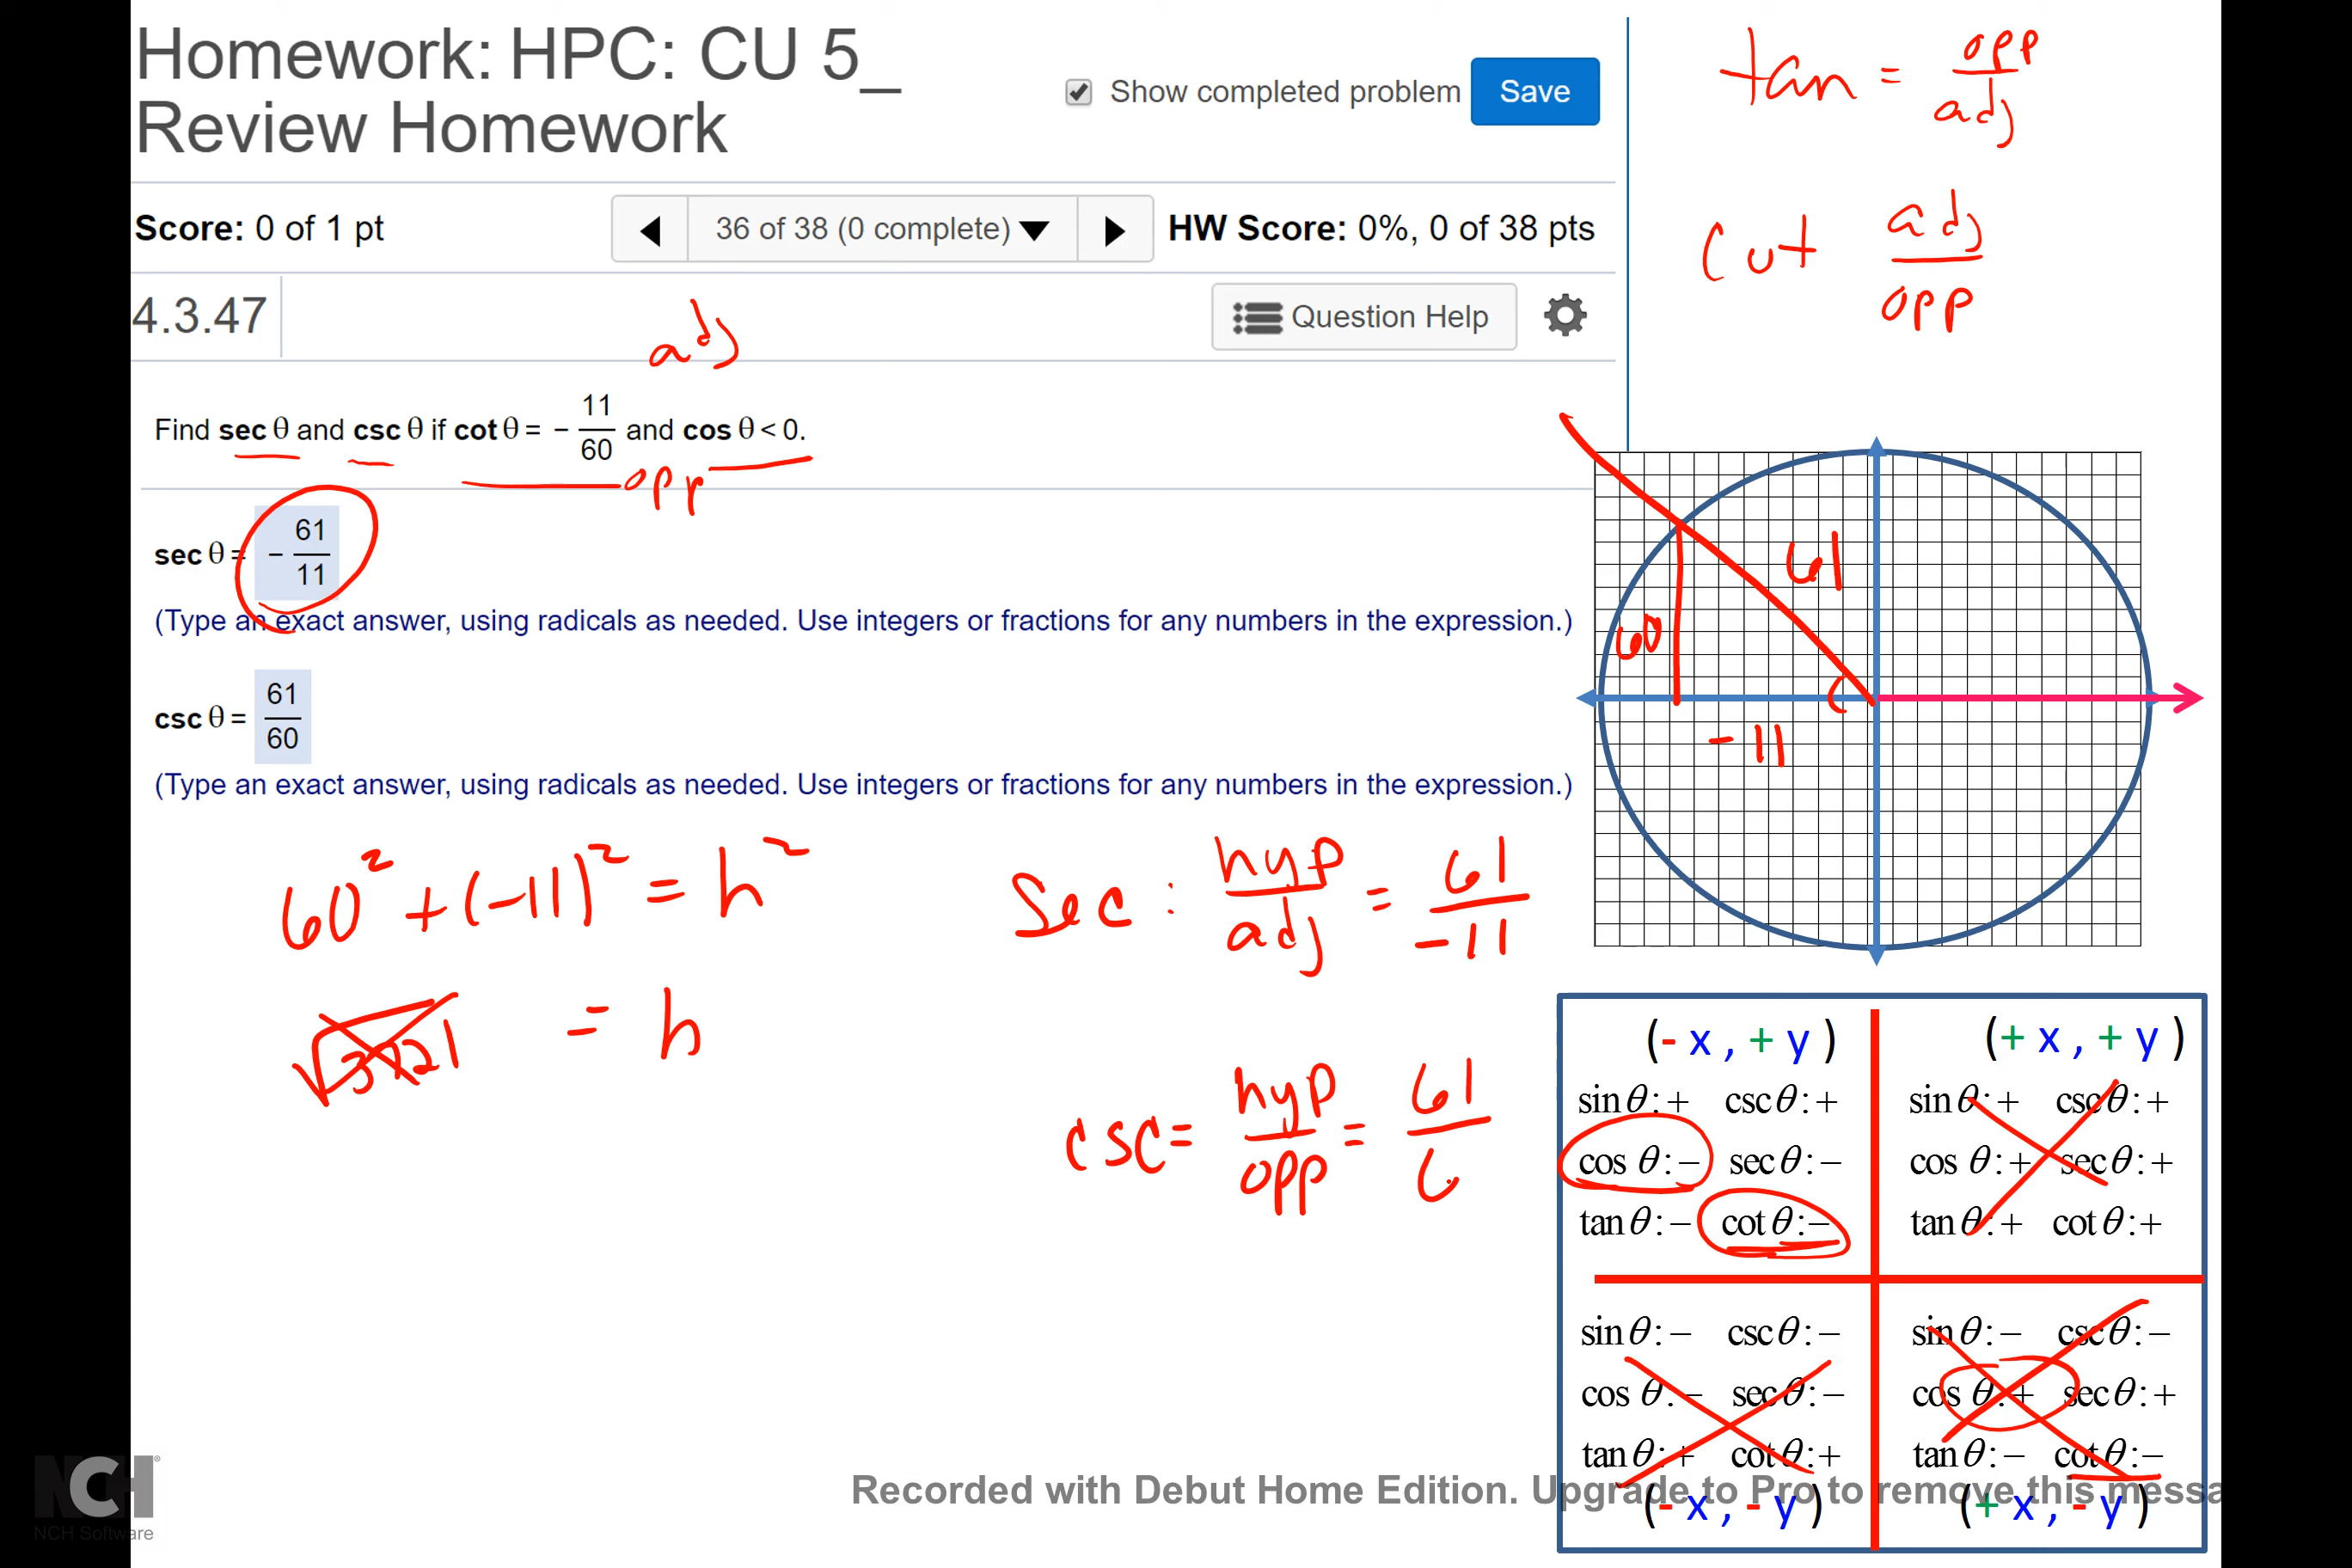 Homework: HPC: CU 5_
Review Homework
Show completed problem
Save
tan = opp/adj
cot adj/opp
Score: 0 of 1 pt
36 of 38 (0 complete)
HW Score: 0%, 0 of 38 pts
4.3.47
Question Help
adj
Find sec θ and csc θ if cot θ = - 11/60 and cos θ < 0.
opp
sec θ = - 61/11
(Type an exact answer, using radicals as needed. Use integers or fractions for any numbers in the expression.)
csc θ = 61/60
(Type an exact answer, using radicals as needed. Use integers or fractions for any numbers in the expression.)
61
60
-11
60² + (-11)² = h²
√3721 = h
Sec : hyp/adj = 61/-11
csc = hyp/opp = 61/6
(- x , + y )
sin θ: + csc θ: +
cos θ: − sec θ: −
tan θ: − cot θ: −
(+ x , + y )
sin θ: + csc θ: +
cos θ: + sec θ: +
tan θ: + cot θ: +
sin θ: − csc θ: −
cos θ: − sec θ: −
tan θ: + cot θ: +
(- x , - y )
sin θ: − csc θ: −
cos θ: + sec θ: +
tan θ: − cot θ: −
(+ x , - y )
NCH
NCH Software
Recorded with Debut Home Edition. Upgrade to Pro to remove this messa